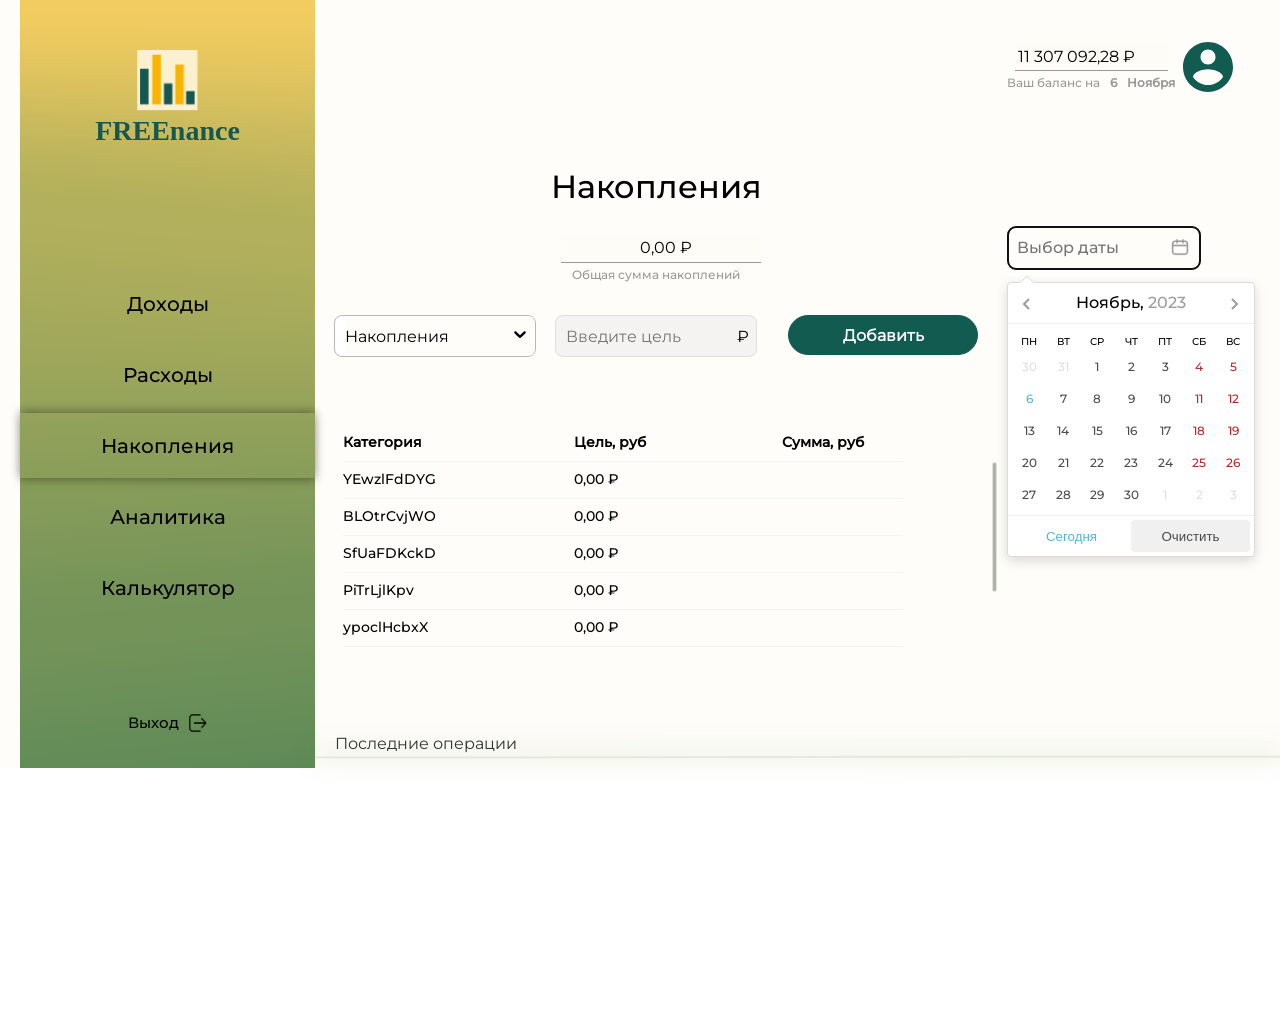 FREEnance
Доходы
Расходы
Накопления
Аналитика
Калькулятор
Выход
11 307 092,28 ₽
Ваш баланс на 6 Ноября
Накопления
0,00 ₽
Общая сумма накоплений
Накопления
Введите цель ₽
Добавить
Категория Цель, руб Сумма, руб
YEwzlFdDYG 0,00 ₽
BLOtrCvjWO 0,00 ₽
SfUaFDKckD 0,00 ₽
PiTrLjlKpv 0,00 ₽
ypoclHcbxX 0,00 ₽
Последние операции
Выбор даты
Ноябрь, 2023
ПН ВТ СР ЧТ ПТ СБ ВС
30 31 1 2 3 4 5
6 7 8 9 10 11 12
13 14 15 16 17 18 19
20 21 22 23 24 25 26
27 28 29 30 1 2 3
Сегодня Очистить